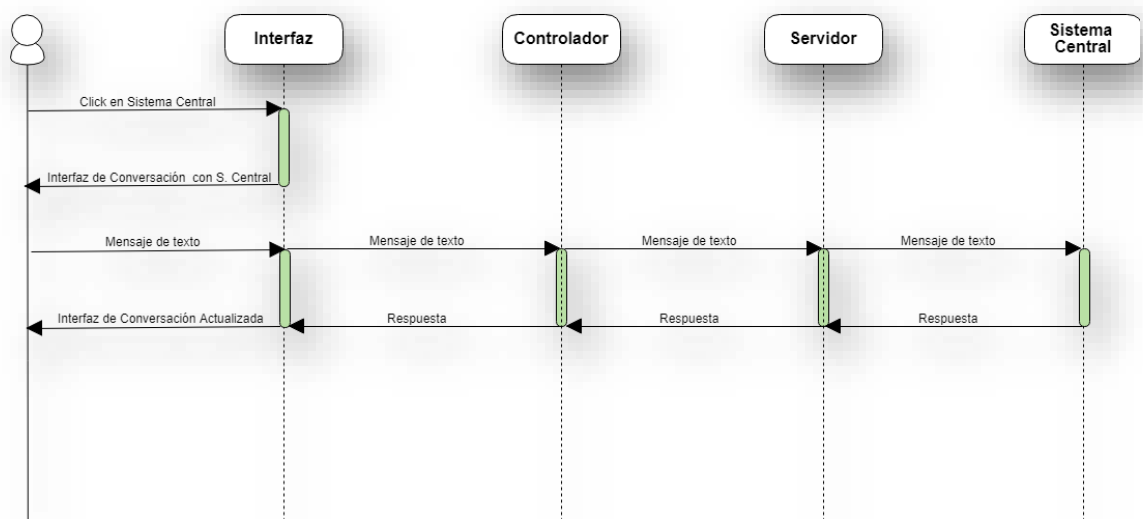 Interfaz
Controlador
Servidor
Sistema
Central
Click en Sistema Central
Interfaz de Conversación con S. Central
Mensaje de texto
Mensaje de texto
Mensaje de texto
Mensaje de texto
Interfaz de Conversación Actualizada
Respuesta
Respuesta
Respuesta